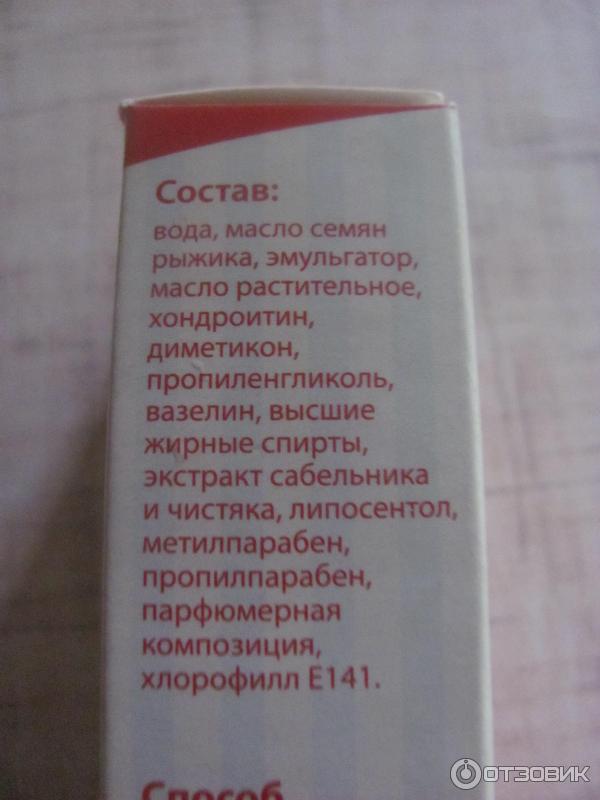 Состав:
вода, масло семян
рыжика, эмульгатор,
масло растительное,
хондроитин,
диметикон,
пропиленгликоль,
вазелин, высшие
жирные спирты,
экстракт сабельника
и чистяка, липосентол,
метилпарабен,
пропилпарабен,
парфюмерная
композиция,
хлорофилл Е141.
Способ
ОТЗОВИК